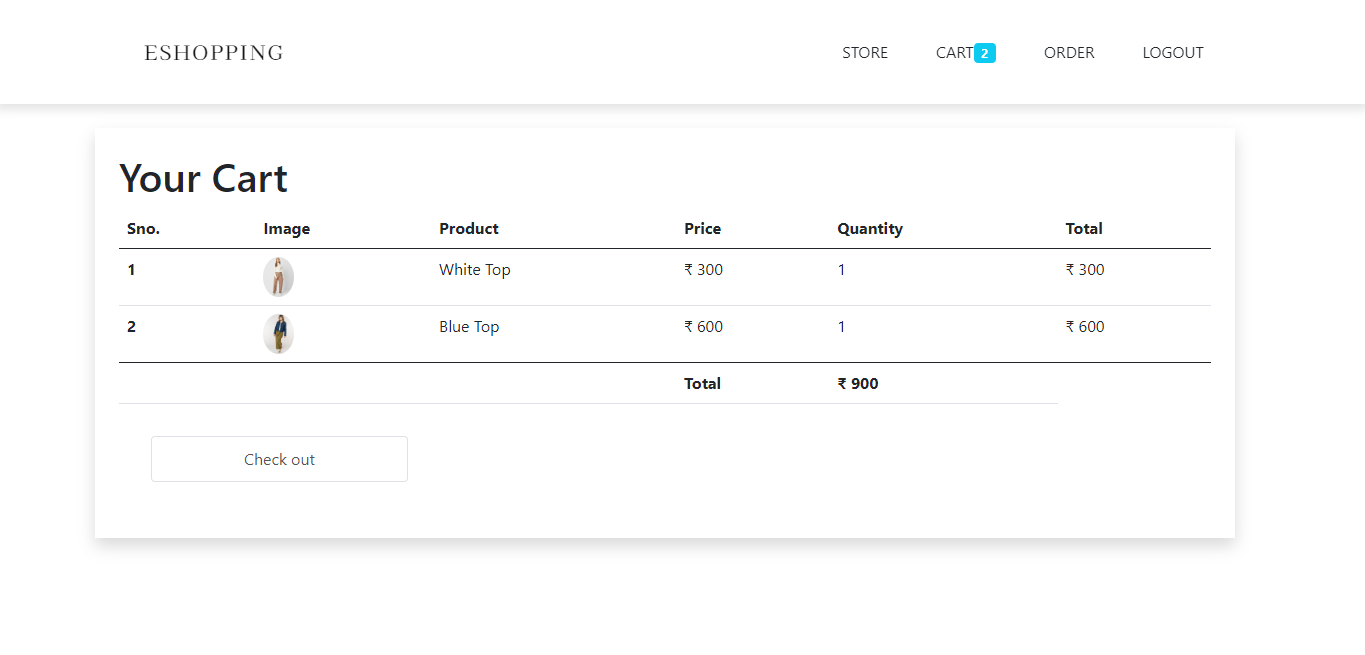 ESHOPPING STORE CART 2 ORDER LOGOUT
Your Cart
Sno. Image Product Price Quantity Total
1 White Top ₹ 300 1 ₹ 300
2 Blue Top ₹ 600 1 ₹ 600
Total ₹ 900
Check out